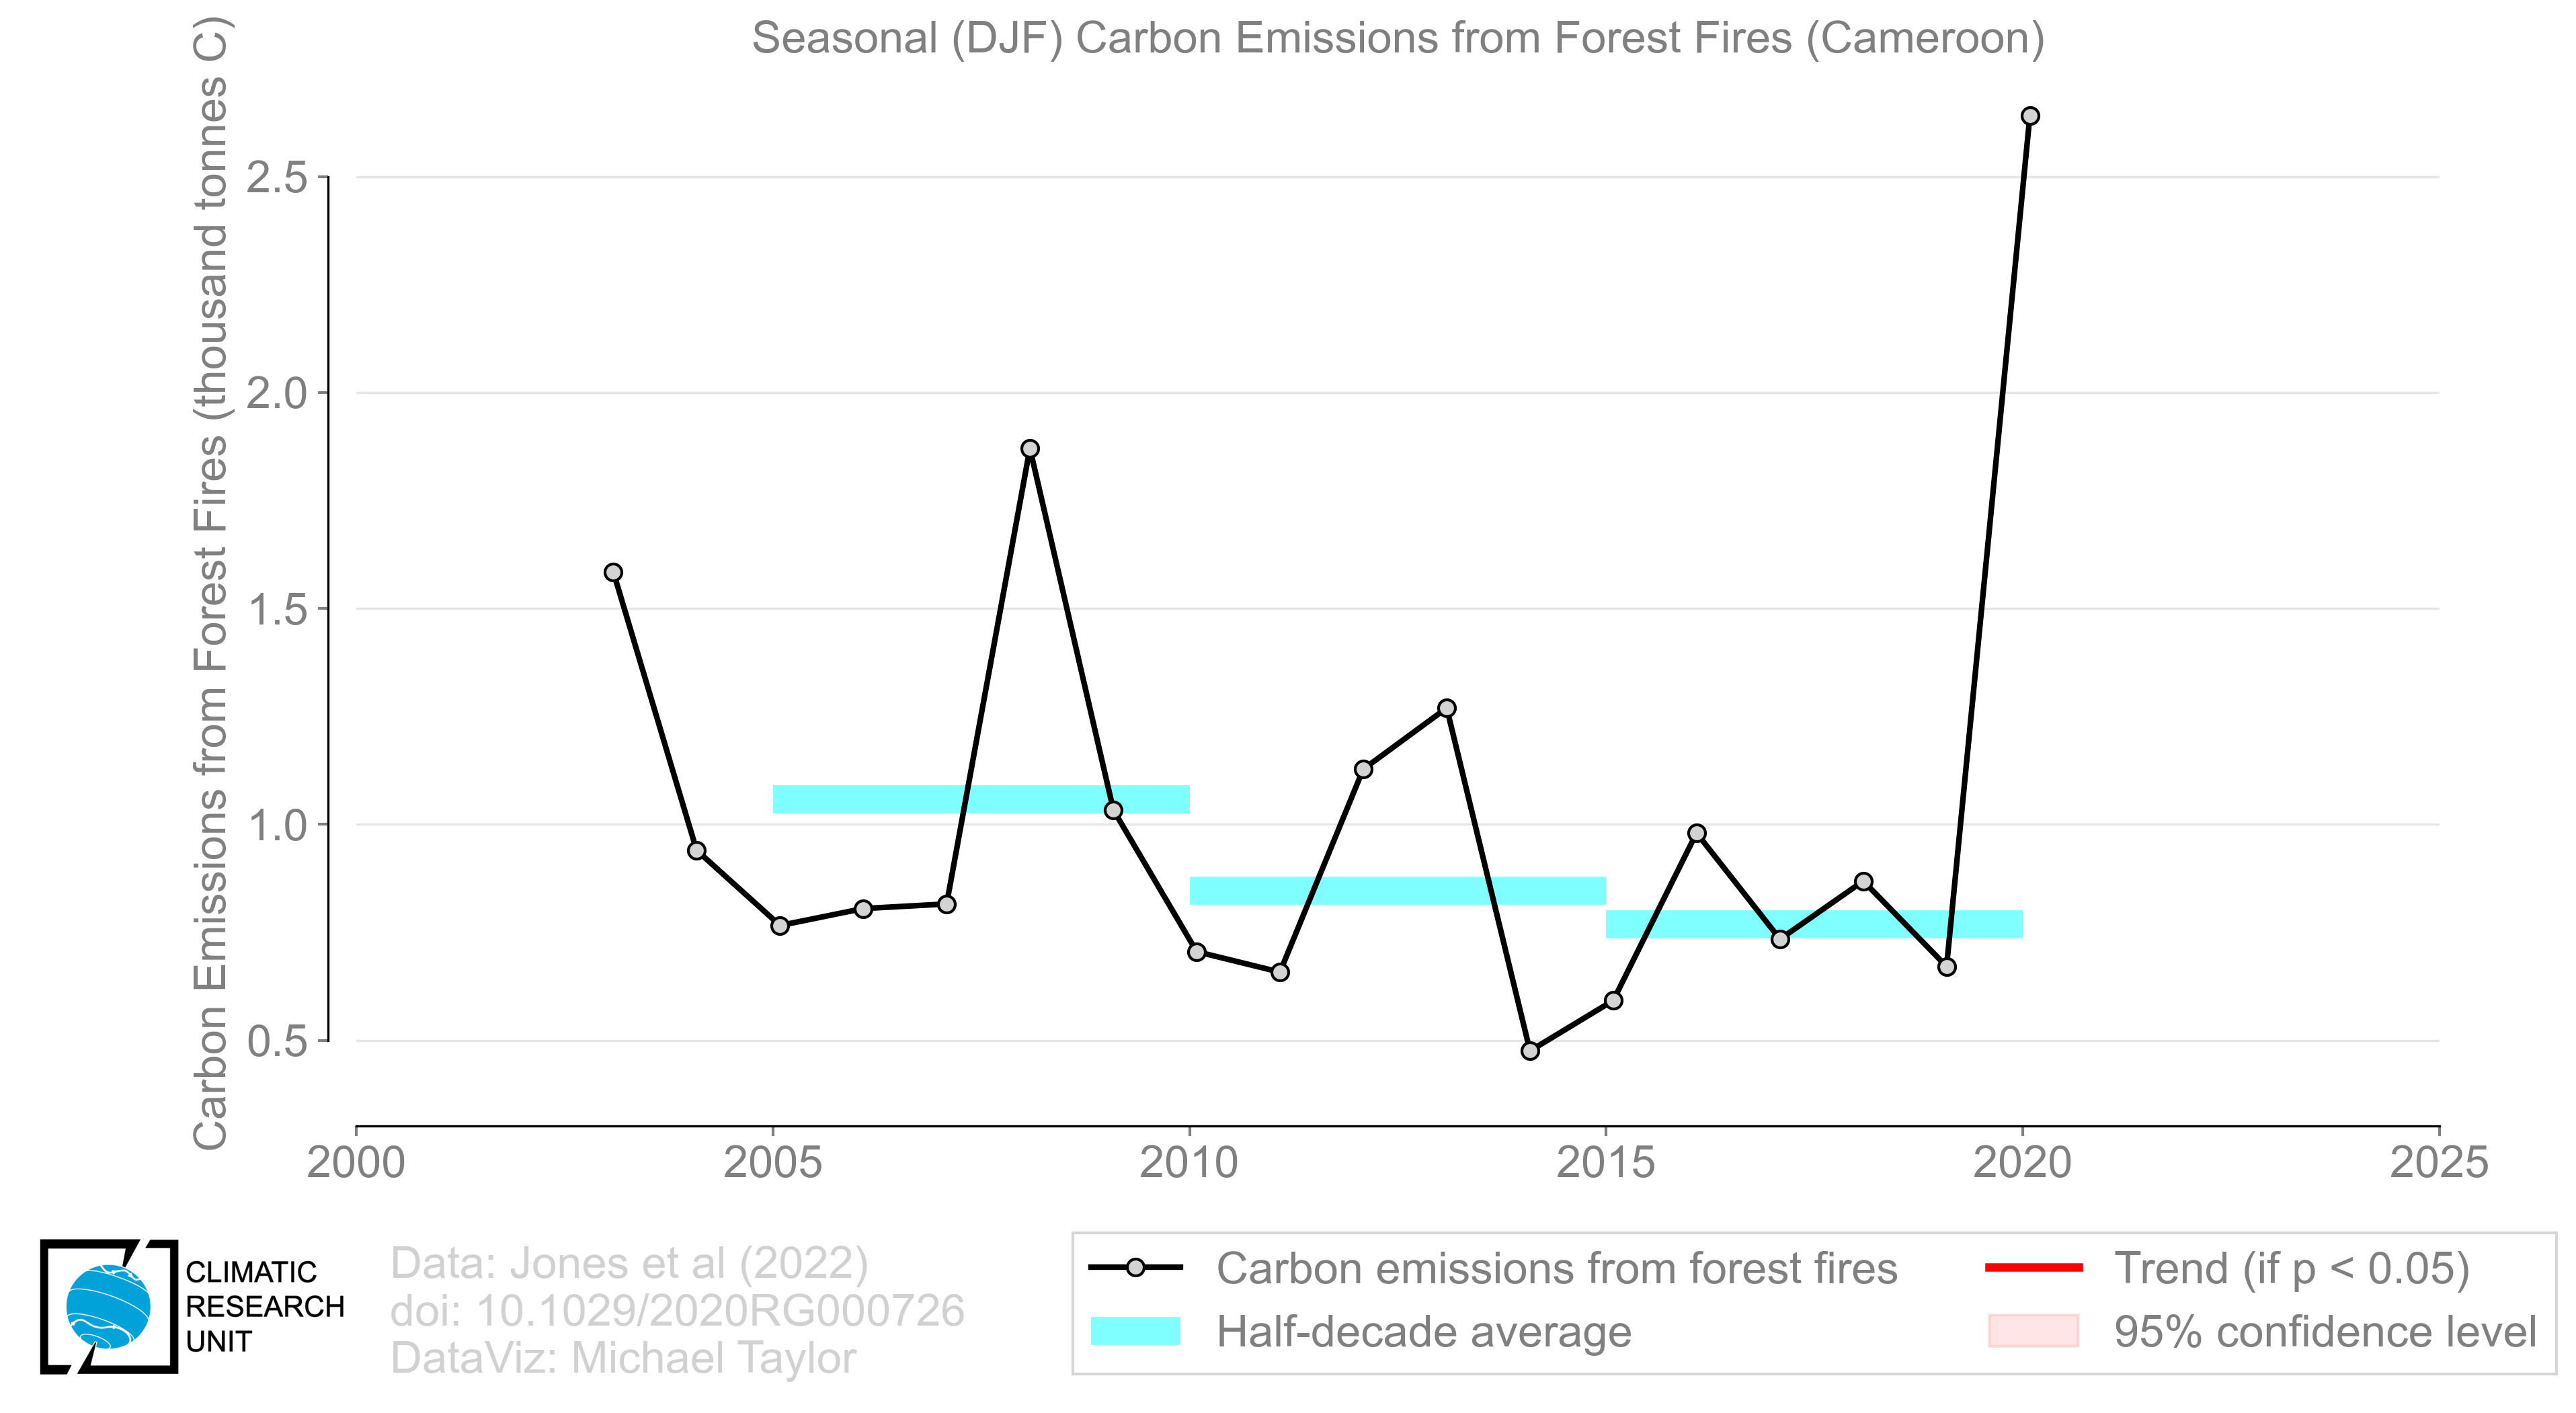 Seasonal (DJF) Carbon Emissions from Forest Fires (Cameroon)
Carbon Emissions from Forest Fires (thousand tonnes C)
2.5
2.0
1.5
1.0
0.5
2000 2005 2010 2015 2020 2025
CLIMATIC
RESEARCH
UNIT
Data: Jones et al (2022)
doi: 10.1029/2020RG000726
DataViz: Michael Taylor
Carbon emissions from forest fires
Half-decade average
Trend (if p < 0.05)
95% confidence level